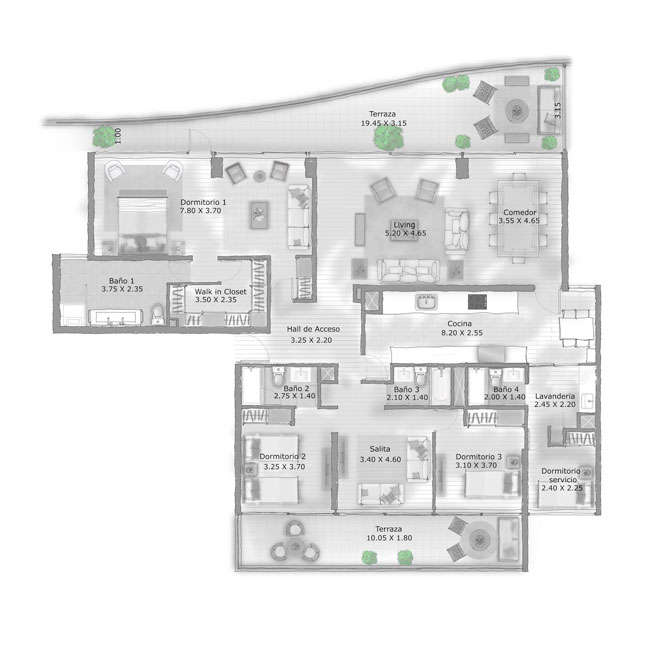 Terraza
19.45 X 3.15
3.15
1:00
Dormitorio 1
7.80 X 3.70
Living
5.20 X 4.65
Comedor
3.55 X 4.65
Baño 1
3.75 X 2.35
Walk in Closet
3.50 X 2.35
Hall de Acceso
3.25 X 2.20
Cocina
8.20 X 2.55
Baño 2
2.75 X 1.40
Baño 3
2.10 X 1.40
Baño 4
2.00 X 1.40
Lavanderia
2.45 X 2.20
Dormitorio 2
3.25 X 3.70
Salita
3.40 X 4.60
Dormitorio 3
3.10 X 3.70
Dormitorio
servicio
2.40 X 2.25
Terraza
10.05 X 1.80